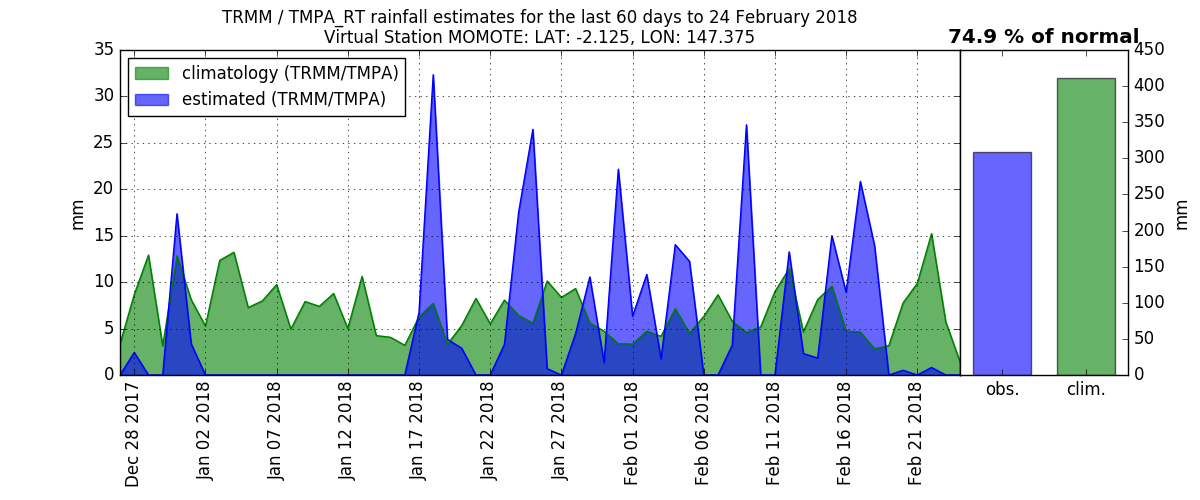 TRMM / TMPA_RT rainfall estimates for the last 60 days to 24 February 2018
Virtual Station MOMOTE: LAT: -2.125, LON: 147.375
74.9 % of normal
climatology (TRMM/TMPA)
estimated (TRMM/TMPA)
35
30
25
20
15
10
5
0
mm
Dec 28 2017
Jan 02 2018
Jan 07 2018
Jan 12 2018
Jan 17 2018
Jan 22 2018
Jan 27 2018
Feb 01 2018
Feb 06 2018
Feb 11 2018
Feb 16 2018
Feb 21 2018
obs.
clim.
450
400
350
300
250
200
150
100
50
0
mm